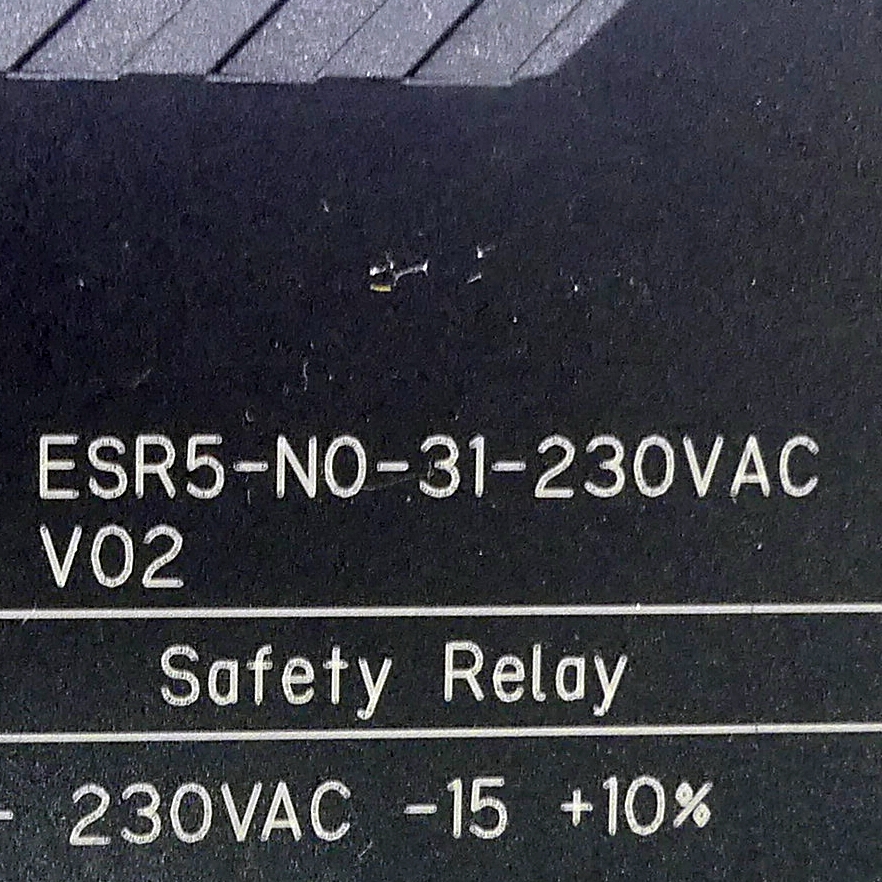 ESR5-NO-31-230VAC
V02
Safety Relay
- 230VAC -15 +10%